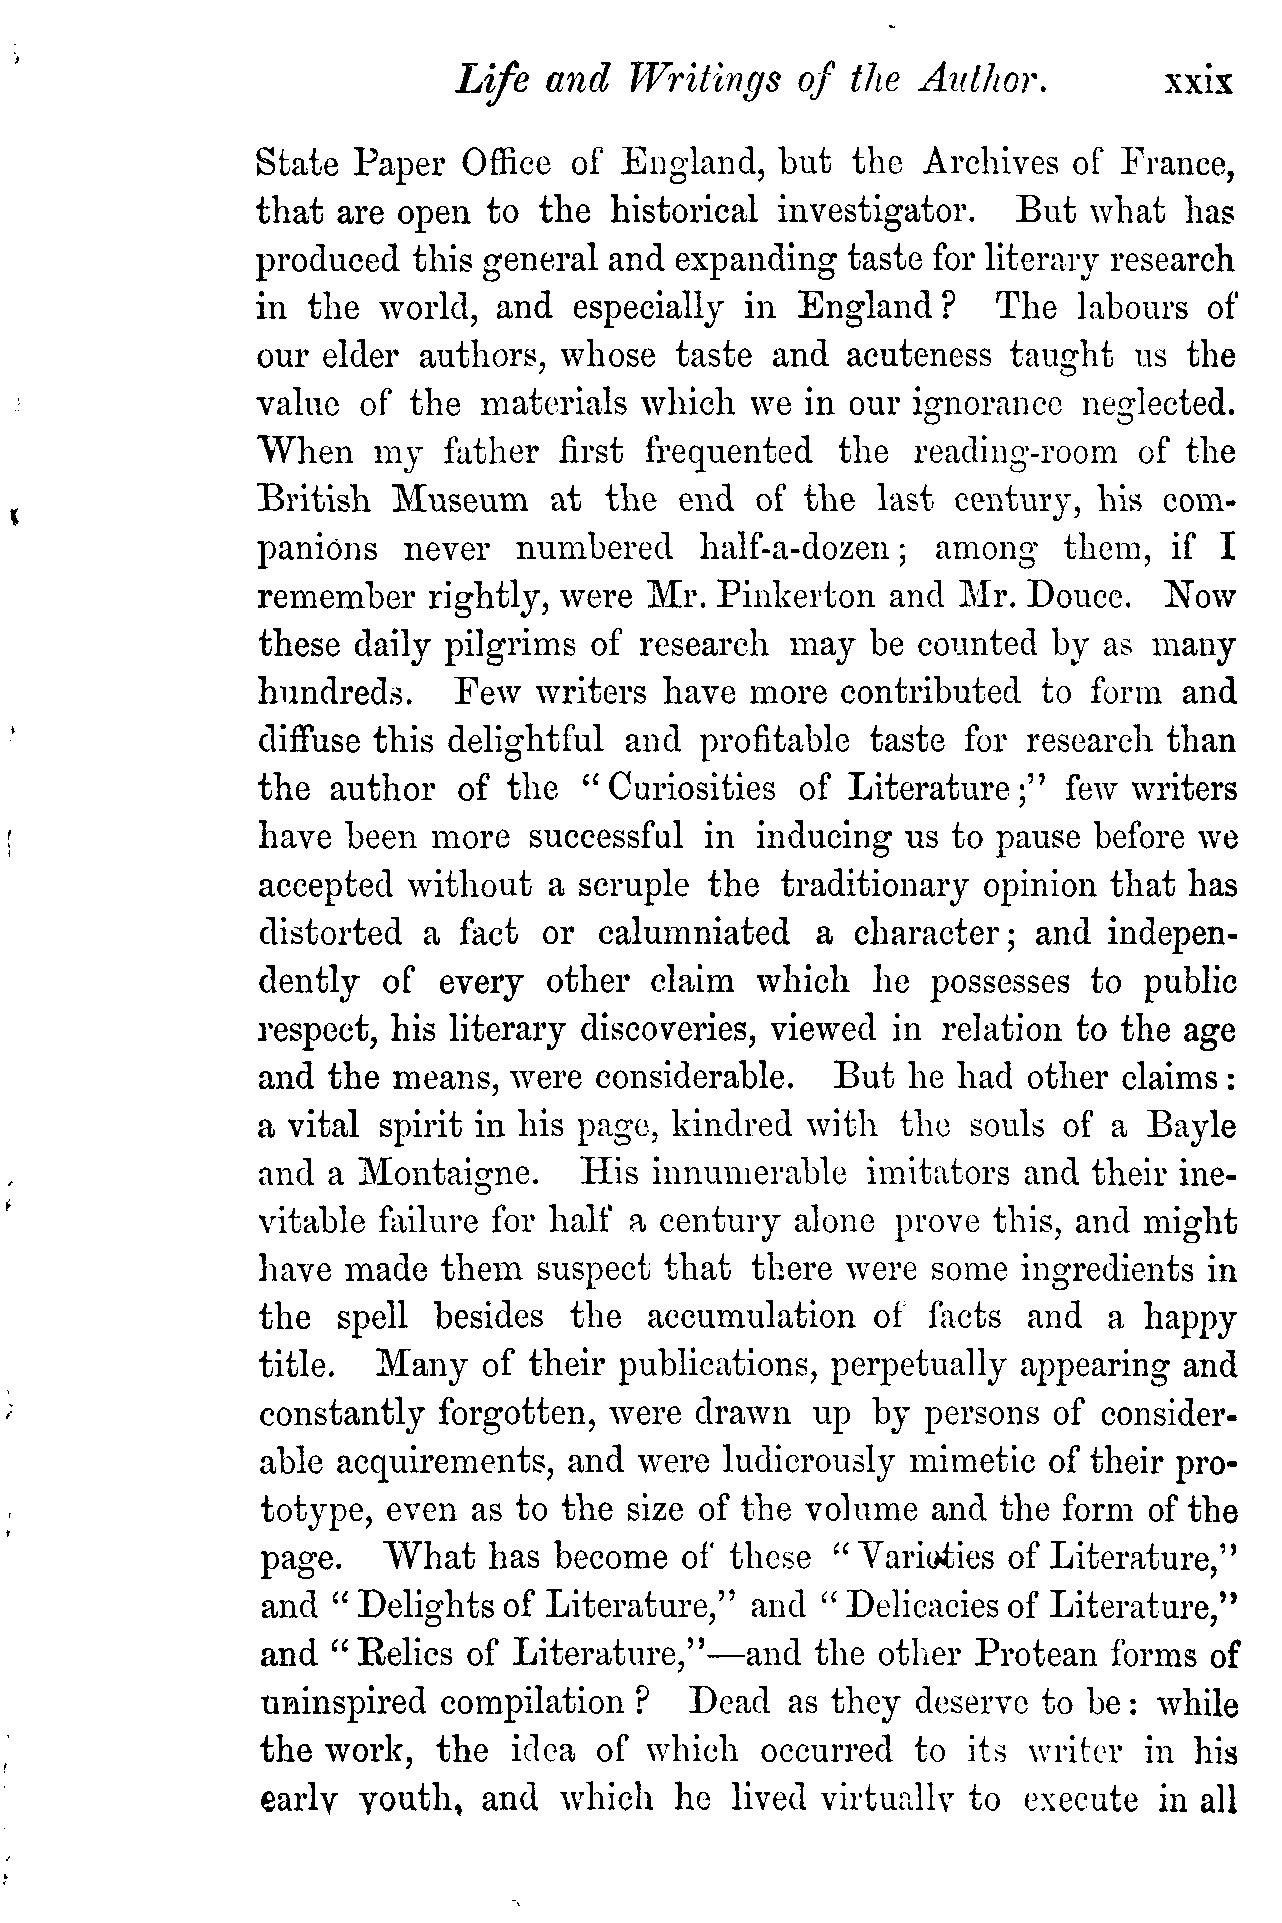 Life and Writings of the Author. xxix
State Paper Office of England, but the Archives of France,
that are open to the historical investigator. But what has
produced this general and expanding taste for literary research
in the world, and especially in England? The labours of
our elder authors, whose taste and acuteness taught us the
value of the materials which we in our ignorance neglected.
When my father first frequented the reading-room of the
British Museum at the end of the last century, his com-
panions never numbered half-a-dozen; among them, if I
remember rightly, were Mr. Pinkerton and Mr. Douce. Now
these daily pilgrims of research may be counted by as many
hundreds. Few writers have more contributed to form and
diffuse this delightful and profitable taste for research than
the author of the "Curiosities of Literature;" few writers
have been more successful in inducing us to pause before we
accepted without a scruple the traditionary opinion that has
distorted a fact or calumniated a character; and indepen-
dently of every other claim which he possesses to public
respect, his literary discoveries, viewed in relation to the age
and the means, were considerable. But he had other claims:
a vital spirit in his page, kindred with the souls of a Bayle
and a Montaigne. His innumerable imitators and their ine-
vitable failure for half a century alone prove this, and might
have made them suspect that there were some ingredients in
the spell besides the accumulation of facts and a happy
title. Many of their publications, perpetually appearing and
constantly forgotten, were drawn up by persons of consider-
able acquirements, and were ludicrously mimetic of their pro-
totype, even as to the size of the volume and the form of the
page. What has become of these "Varieties of Literature,"
and "Delights of Literature," and "Delicacies of Literature,"
and "Relics of Literature,"—and the other Protean forms of
uninspired compilation? Dead as they deserve to be: while
the work, the idea of which occurred to its writer in his
early youth, and which he lived virtually to execute in all